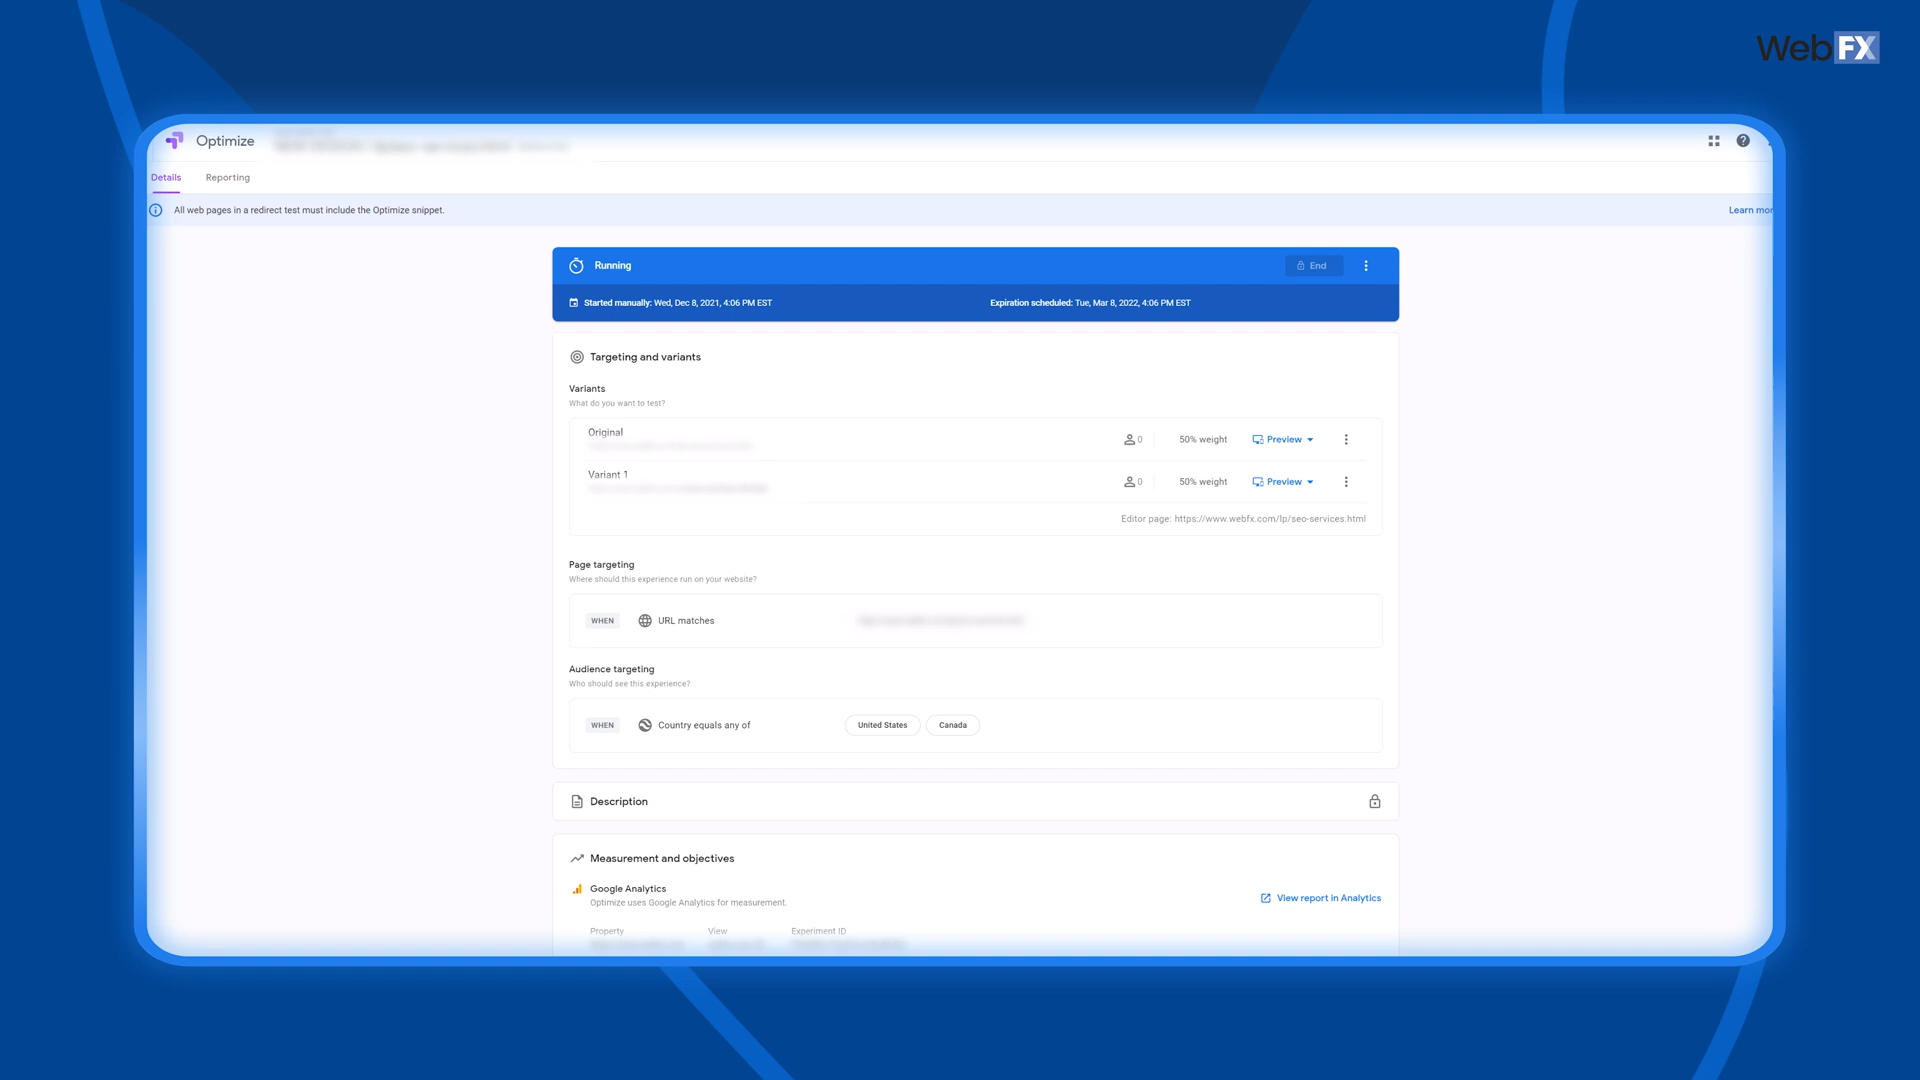 WebFX
Optimize
Details Reporting
All web pages in a redirect test must include the Optimize snippet. Learn mor
Running End
Started manually: Wed, Dec 8, 2021, 4:06 PM EST Expiration scheduled: Tue, Mar 8, 2022, 4:06 PM EST
Targeting and variants
Variants
What do you want to test?
Original 0 50% weight Preview
Variant 1 0 50% weight Preview
Editor page: https://www.webfx.com/lp/seo-services.html
Page targeting
Where should this experience run on your website?
WHEN URL matches
Audience targeting
Who should see this experience?
WHEN Country equals any of United States Canada
Description
Measurement and objectives
Google Analytics
Optimize uses Google Analytics for measurement.
View report in Analytics
Property View Experiment ID